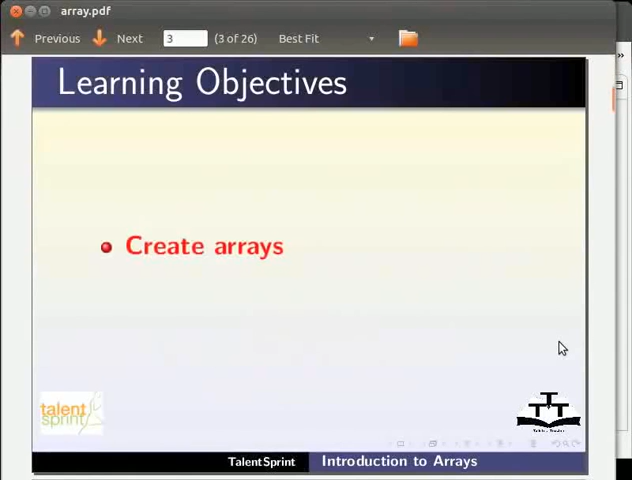 array.pdf
Previous Next 3 (3 of 26) Best Fit
Learning Objectives
Create arrays
talent
sprint
TTT
TalentSprint Introduction to Arrays